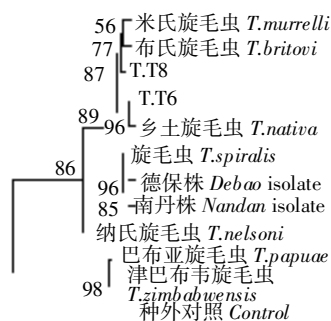 56 米氏旋毛虫 T.murrelli
77 布氏旋毛虫 T.britovi
87 T.T8
T.T6
89 96 乡土旋毛虫 T.nativa
旋毛虫 T.spiralis
86 96 德保株 Debao isolate
85 南丹株 Nandan isolate
纳氏旋毛虫 T.nelsoni
巴布亚旋毛虫 T.papuae
津巴布韦旋毛虫
98 T.zimbabwensis
种外对照 Control